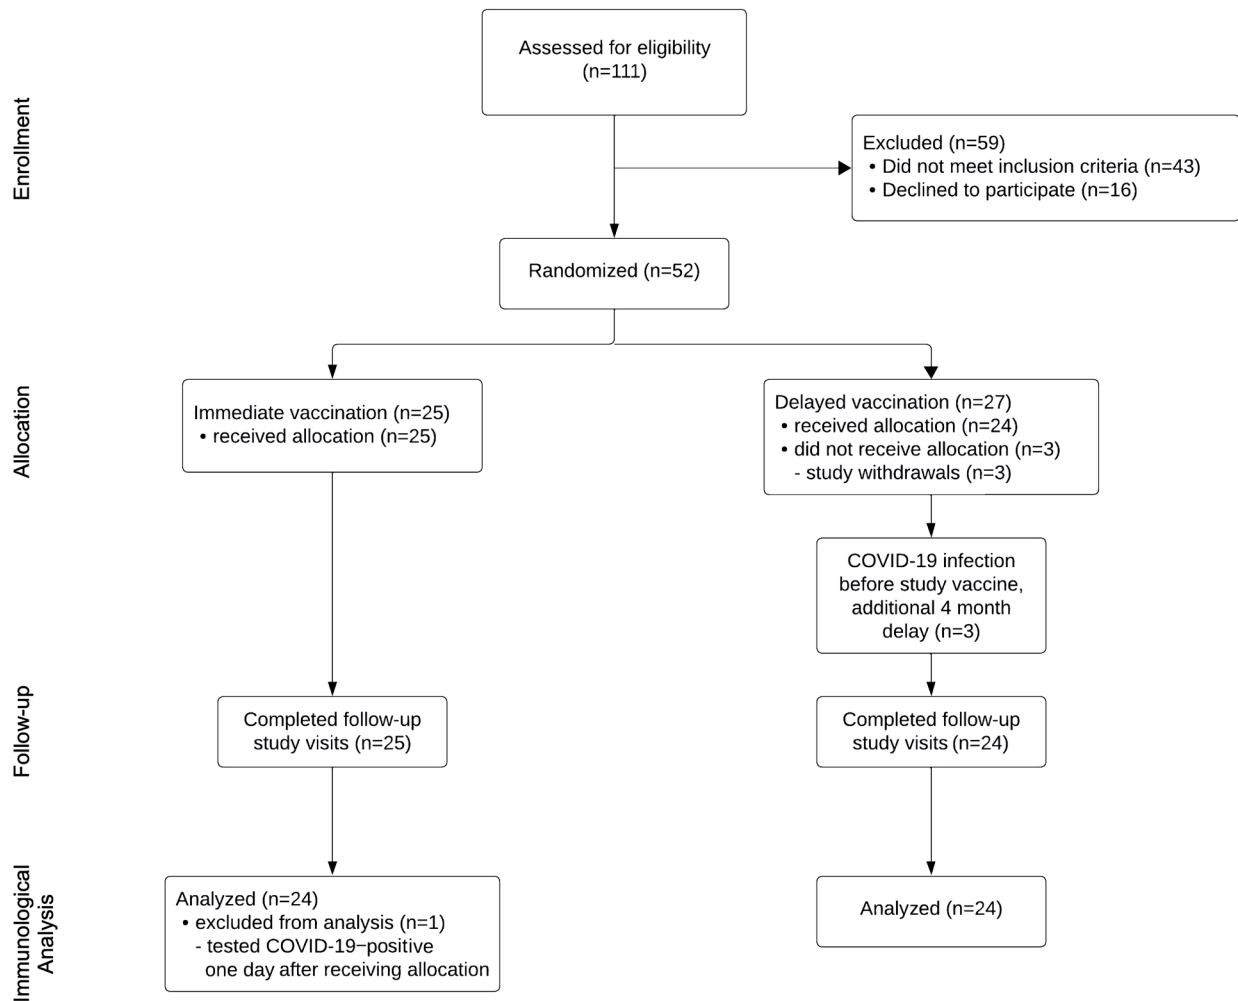 Enrollment
Assessed for eligibility
(n=111)
Excluded (n=59)
• Did not meet inclusion criteria (n=43)
• Declined to participate (n=16)
Randomized (n=52)
Allocation
Immediate vaccination (n=25)
• received allocation (n=25)
Delayed vaccination (n=27)
• received allocation (n=24)
• did not receive allocation (n=3)
- study withdrawals (n=3)
COVID-19 infection
before study vaccine,
additional 4 month
delay (n=3)
Follow-up
Completed follow-up
study visits (n=25)
Completed follow-up
study visits (n=24)
Immunological
Analysis
Analyzed (n=24)
• excluded from analysis (n=1)
- tested COVID-19−positive
one day after receiving allocation
Analyzed (n=24)